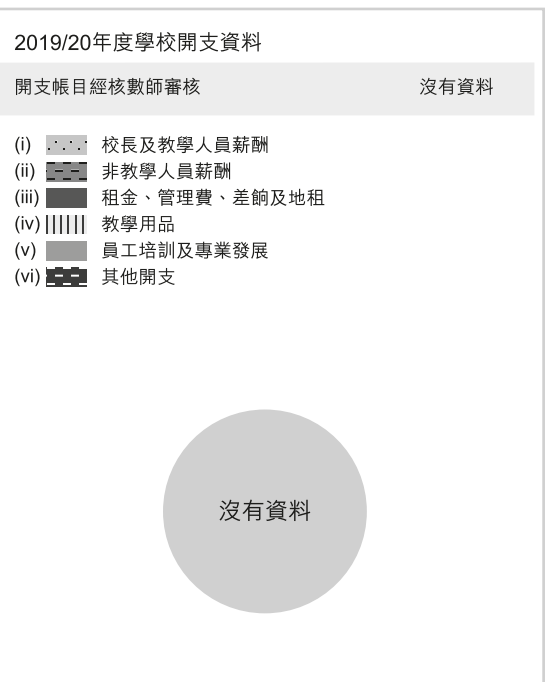 2019/20年度學校開支資料
開支帳目經核數師審核 沒有資料
(i) 校長及教學人員薪酬
(ii) 非教學人員薪酬
(iii) 租金、管理費、差餉及地租
(iv) 教學用品
(v) 員工培訓及專業發展
(vi) 其他開支
沒有資料